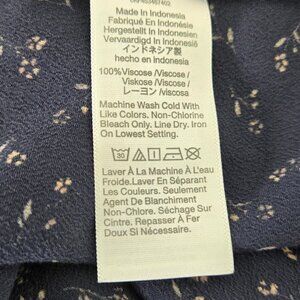 Made In Indonesia
Fabriqué En Indonésie
Hergestellt In Indonesien
Vervaardigd In Indonesië
インドネシア製
hecho en indonesia
100%Viscose /Viscose /
Viskose /Viscose /
レーヨン /viscosa
Machine Wash Cold With
Like Colors. Non-Chlorine
Bleach Only. Line Dry. Iron
On Lowest Setting.
30
Laver À La Machine À L'eau
Froide.Laver En Séparant
Les Couleurs. Seulement
Agent De Blanchiment
Non-Chloré. Séchage Sur
Cintre. Repasser À Fer
Doux Si Nécessaire.